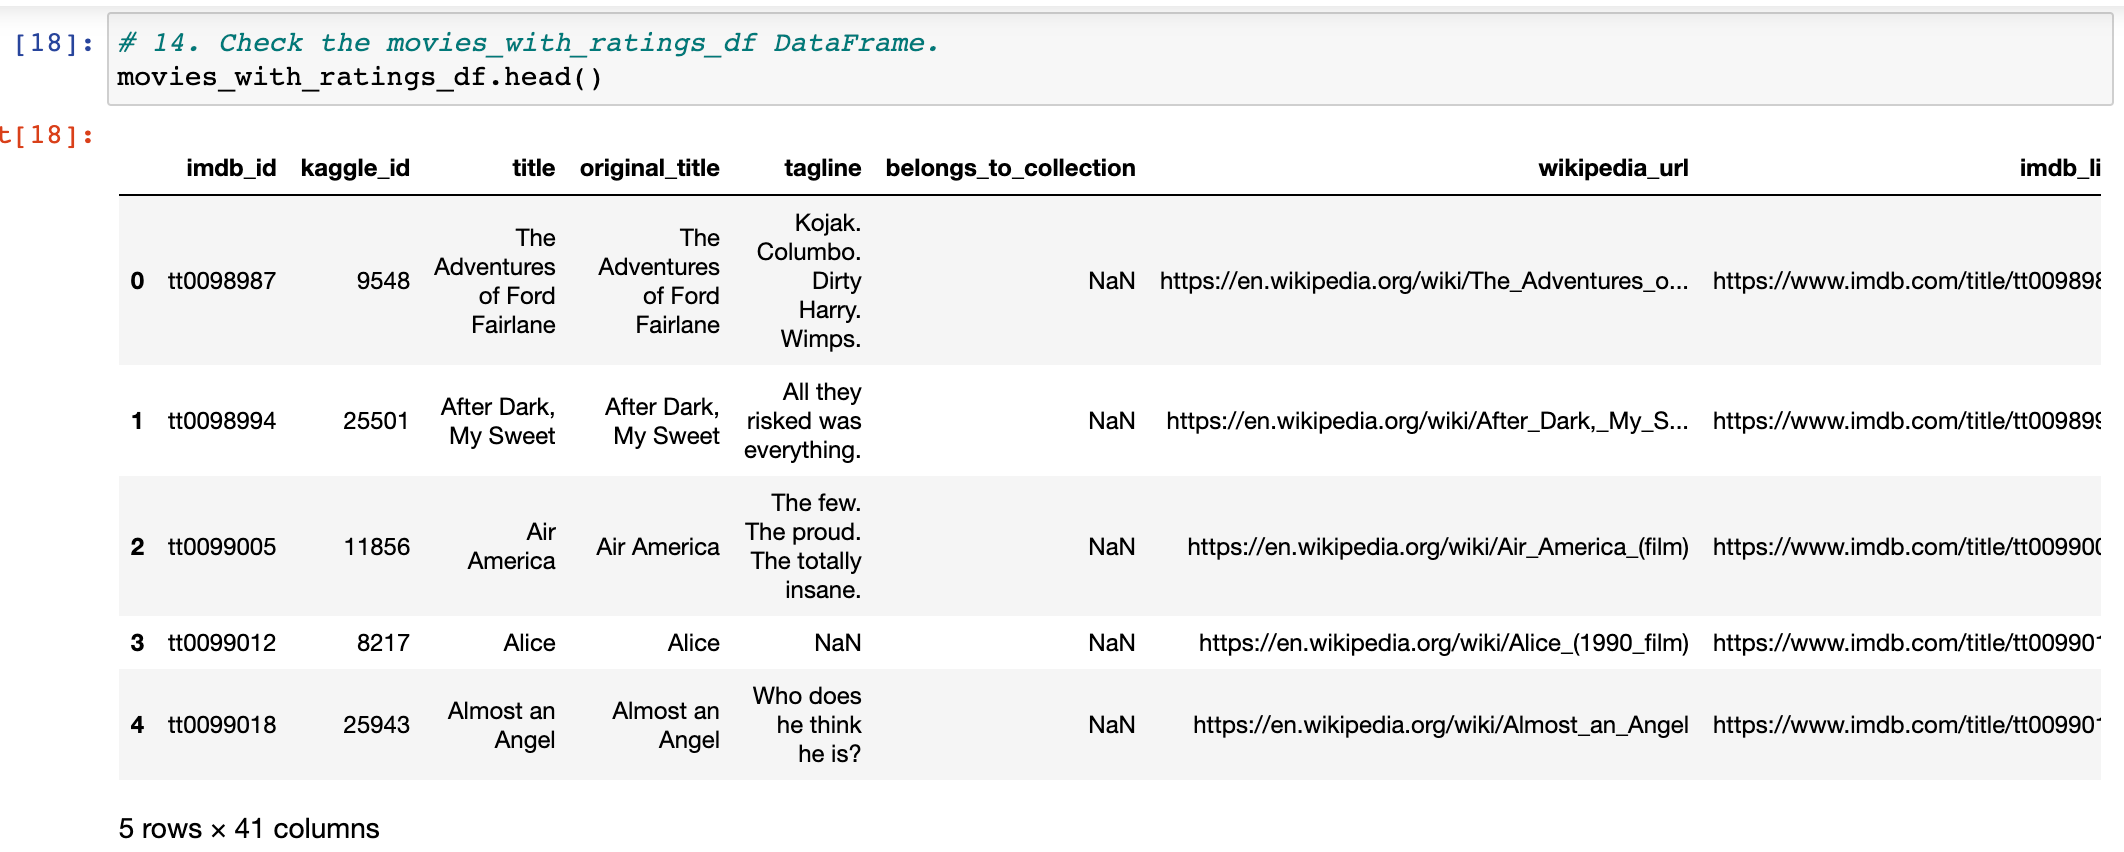 [18]: # 14. Check the movies_with_ratings_df DataFrame.
movies_with_ratings_df.head()
t[18]:
imdb_id kaggle_id title original_title tagline belongs_to_collection wikipedia_url imdb_li
0 tt0098987 9548 The Adventures of Ford Fairlane The Adventures of Ford Fairlane Kojak. Columbo. Dirty Harry. Wimps. NaN https://en.wikipedia.org/wiki/The_Adventures_o... https://www.imdb.com/title/tt009898
1 tt0098994 25501 After Dark, My Sweet After Dark, My Sweet All they risked was everything. NaN https://en.wikipedia.org/wiki/After_Dark,_My_S... https://www.imdb.com/title/tt009899
2 tt0099005 11856 Air America Air America The few. The proud. The totally insane. NaN https://en.wikipedia.org/wiki/Air_America_(film) https://www.imdb.com/title/tt009900
3 tt0099012 8217 Alice Alice NaN NaN https://en.wikipedia.org/wiki/Alice_(1990_film) https://www.imdb.com/title/tt009901
4 tt0099018 25943 Almost an Angel Almost an Angel Who does he think he is? NaN https://en.wikipedia.org/wiki/Almost_an_Angel https://www.imdb.com/title/tt009901
5 rows × 41 columns